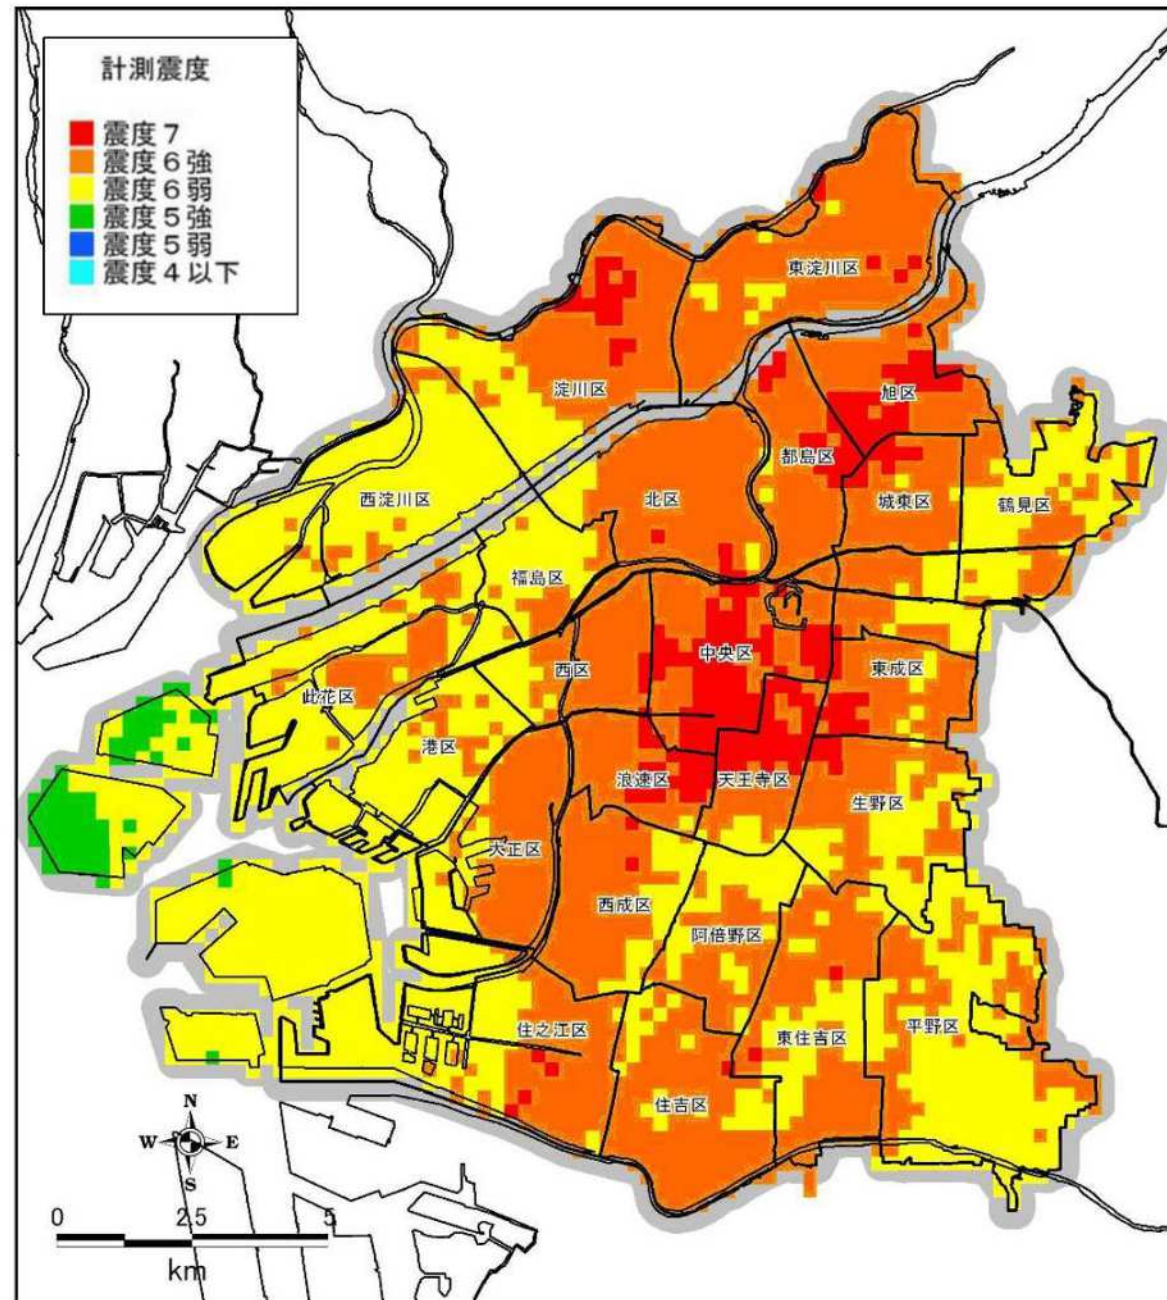 計測震度
震度７
震度６強
震度６弱
震度５強
震度５弱
震度４以下
東淀川区
淀川区
旭区
都島区
西淀川区
北区
城東区
鶴見区
福島区
中央区
東成区
西区
此花区
港区
浪速区
天王寺区
生野区
大正区
西成区
阿倍野区
住之江区
東住吉区
平野区
住吉区
N
W E
S
0 2.5 5
km